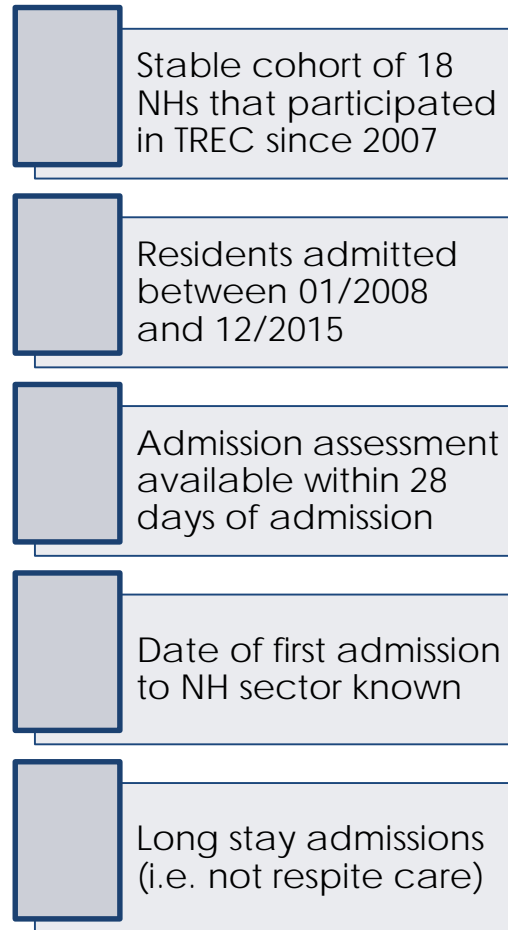 Stable cohort of 18
NHs that participated
in TREC since 2007
Residents admitted
between 01/2008
and 12/2015
Admission assessment
available within 28
days of admission
Date of first admission
to NH sector known
Long stay admissions
(i.e. not respite care)